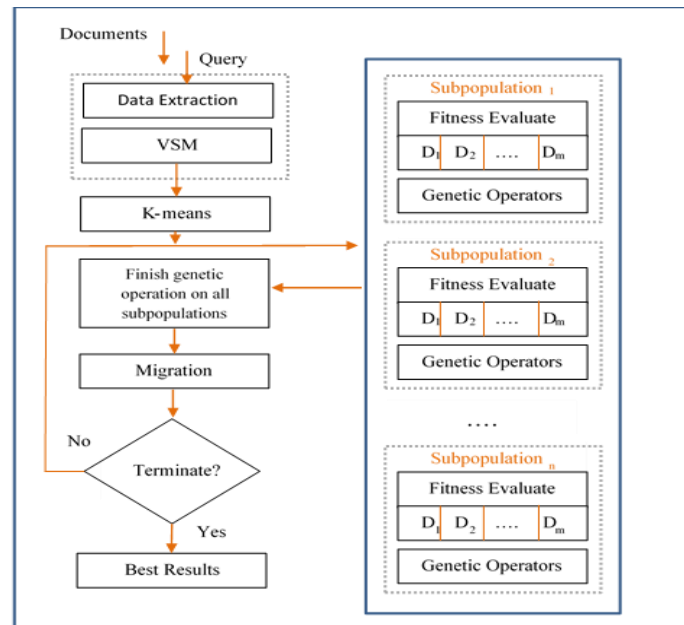 Documents
Query
Data Extraction
VSM
K-means
Finish genetic
operation on all
subpopulations
Migration
No
Terminate?
Yes
Best Results
Subpopulation 1
Fitness Evaluate
D1 D2 .... Dm
Genetic Operators
Subpopulation 2
Fitness Evaluate
D1 D2 .... Dm
Genetic Operators
....
Subpopulation n
Fitness Evaluate
D1 D2 .... Dm
Genetic Operators